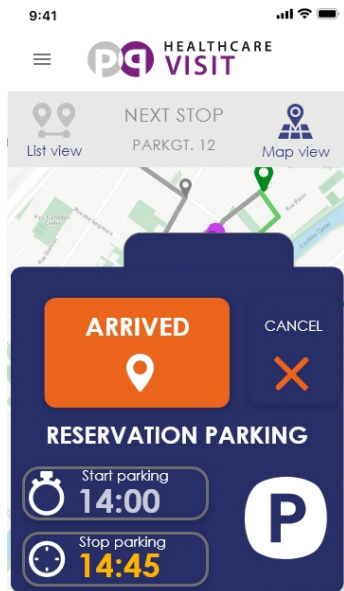 9:41
HEALTHCARE
VISIT
NEXT STOP
PARKGT. 12
List view
Map view
ARRIVED
CANCEL
RESERVATION PARKING
Start parking
14:00
P
Stop parking
14:45